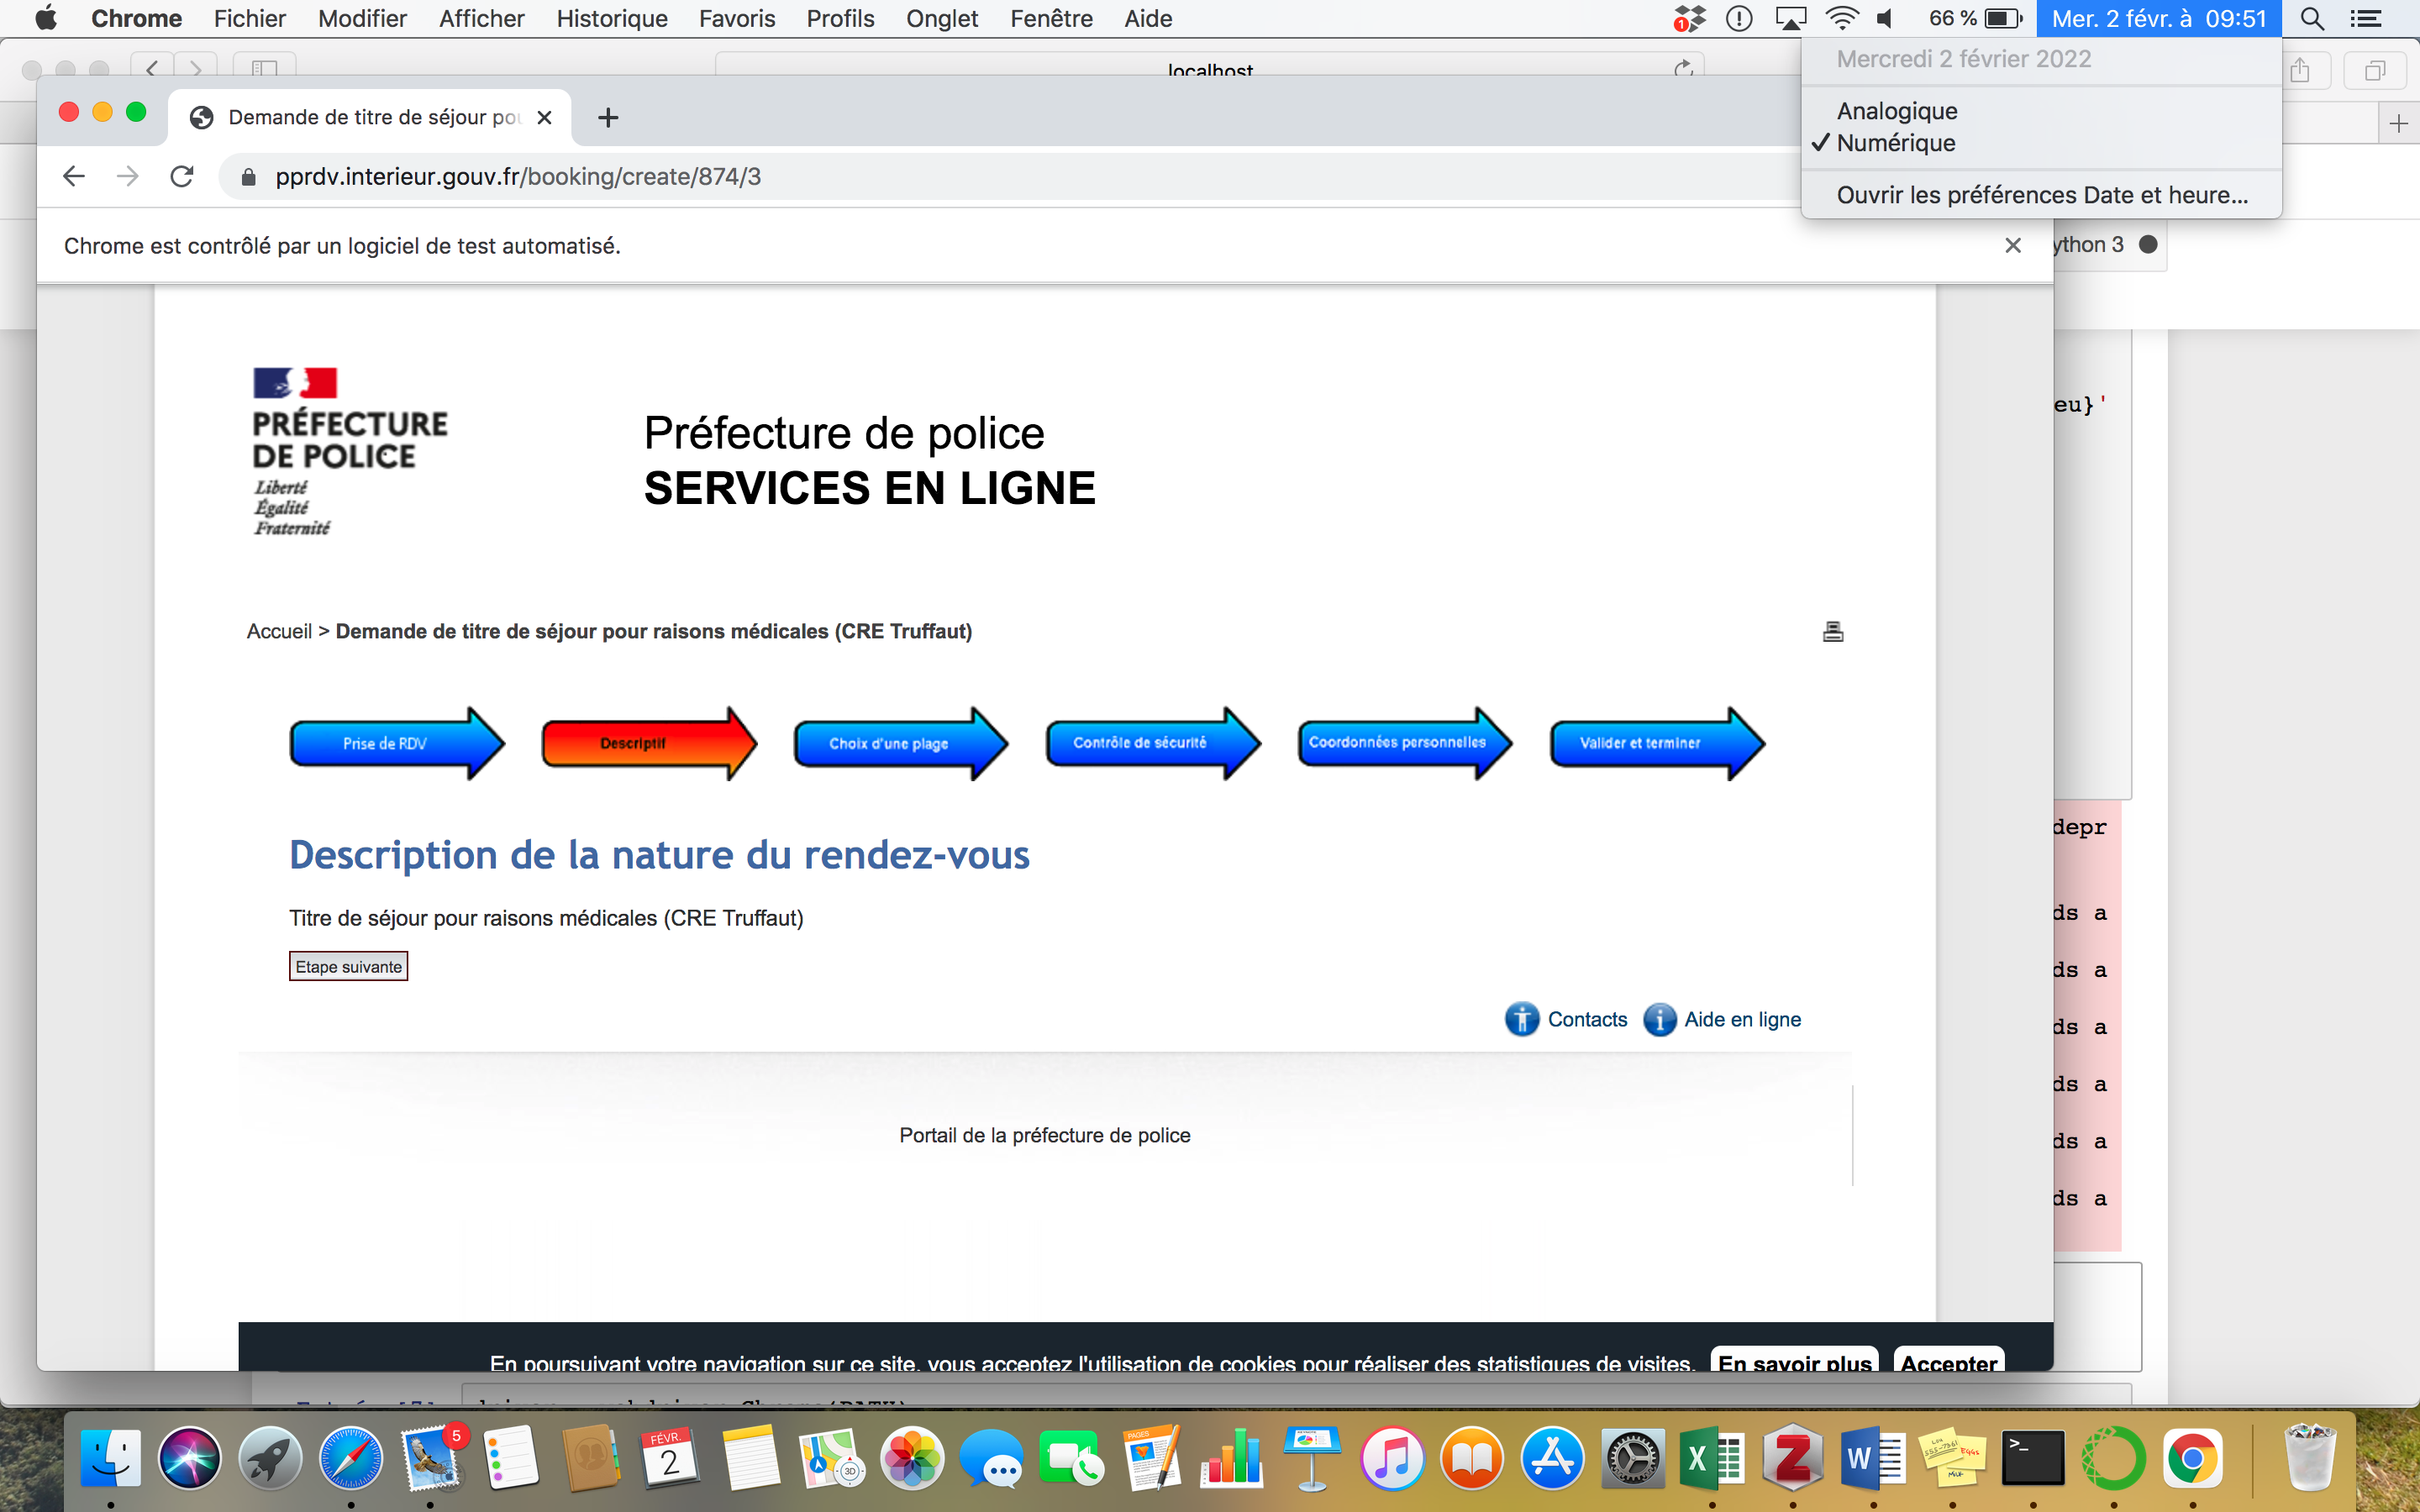 Chrome Fichier Modifier Afficher Historique Favoris Profils Onglet Fenêtre Aide 1 66 % Mer. 2 févr. à 09:51
localhost
Mercredi 2 février 2022
Analogique
✓ Numérique
Ouvrir les préférences Date et heure...
Demande de titre de séjour pou
pprdv.interieur.gouv.fr/booking/create/874/3
Chrome est contrôlé par un logiciel de test automatisé.
ython 3
eu}'
PRÉFECTURE
DE POLICE
Liberté
Égalité
Fraternité
Préfecture de police
SERVICES EN LIGNE
Accueil > Demande de titre de séjour pour raisons médicales (CRE Truffaut)
Prise de RDV
Descriptif
Choix d'une plage
Contrôle de sécurité
Coordonnées personnelles
Valider et terminer
depr
Description de la nature du rendez-vous
Titre de séjour pour raisons médicales (CRE Truffaut)
ds a
Etape suivante
ds a
Contacts
Aide en ligne
ds a
ds a
Portail de la préfecture de police
ds a
ds a
En poursuivant votre navigation sur ce site, vous acceptez l'utilisation de cookies pour réaliser des statistiques de visites. En savoir plus Accepter
5
FÉVR.
2
3D
PAGES
X
Z
W
>_